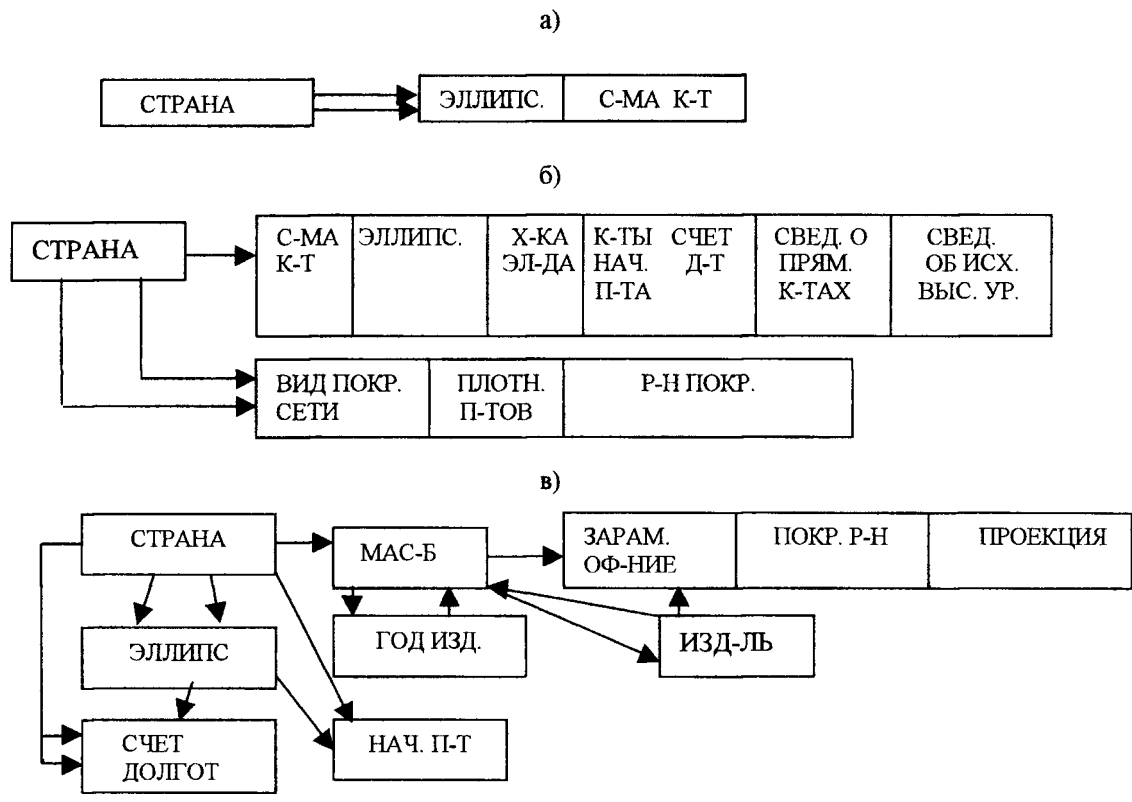 а)
СТРАНА
ЭЛЛИПС.
С-МА К-Т
б)
СТРАНА
С-МА
К-Т
ЭЛЛИПС.
Х-КА
ЭЛ-ДА
К-ТЫ СЧЕТ
НАЧ. Д-Т
П-ТА
СВЕД. О
ПРЯМ.
К-ТАХ
СВЕД.
ОБ ИСХ.
ВЫС. УР.
ВИД ПОКР.
СЕТИ
ПЛОТН.
П-ТОВ
Р-Н ПОКР.
в)
СТРАНА
МАС-Б
ЗАРАМ.
ОФ-НИЕ
ПОКР. Р-Н
ПРОЕКЦИЯ
ЭЛЛИПС
ГОД ИЗД.
ИЗД-ЛЬ
СЧЕТ
ДОЛГОТ
НАЧ. П-Т